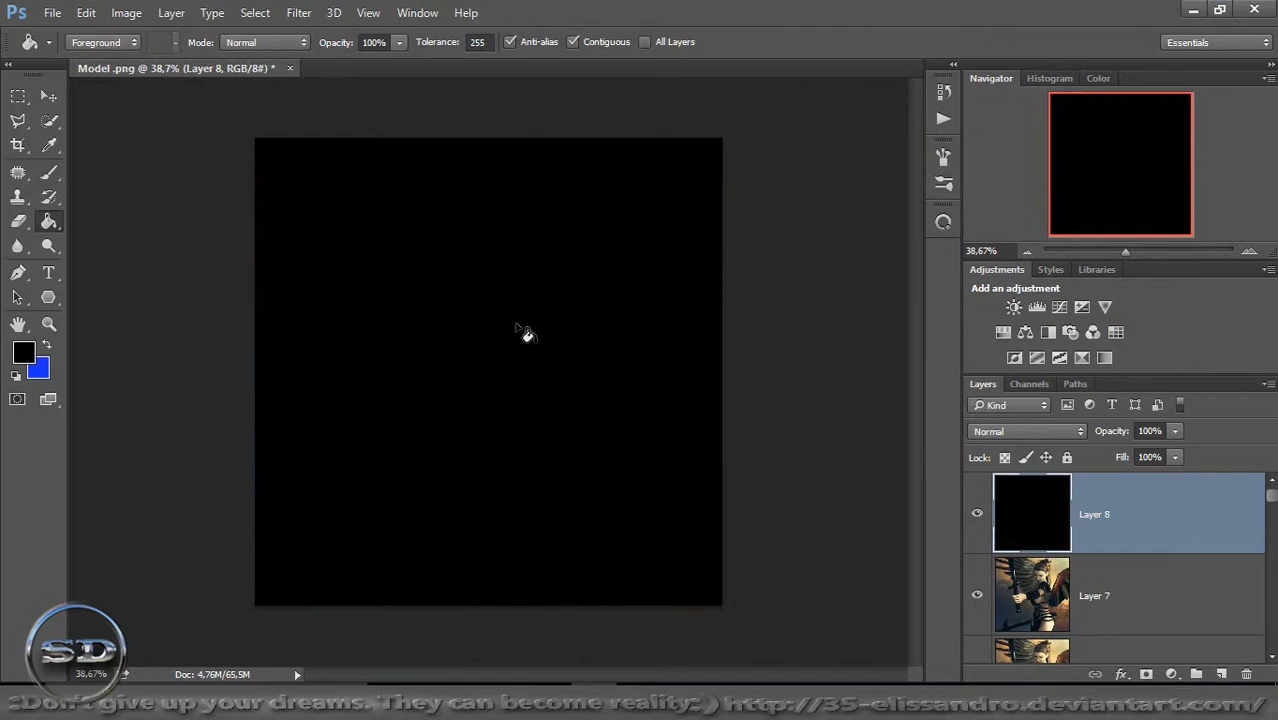 Ps File Edit Image Layer Type Select Filter 3D View Window Help
Foreground Mode: Normal Opacity: 100% Tolerance: 255 Anti-alias Contiguous All Layers Essentials
Model .png @ 38,7% (Layer 8, RGB/8#) *
Navigator Histogram Color
38,67%
Adjustments Styles Libraries
Add an adjustment
Layers Channels Paths
Kind
Normal Opacity: 100%
Lock: Fill: 100%
Layer 8
Layer 7
SD
38,67% Doc: 4,76M/65,5M
sDon't give up your dreams. They can become reality;) http://35-elissandro.deviantart.com/